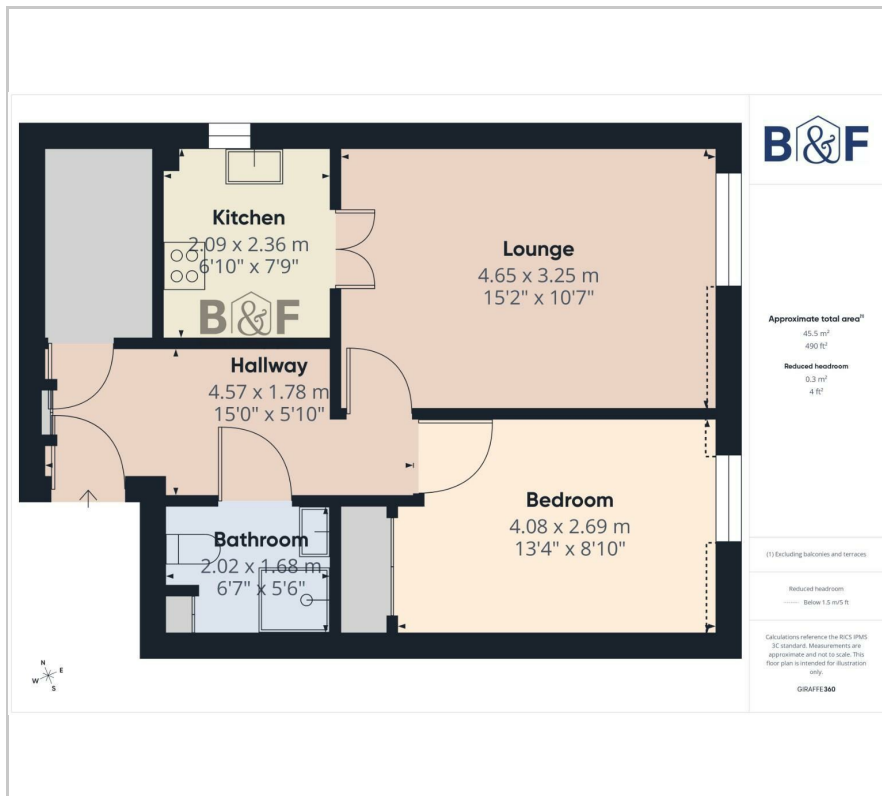 Kitchen
2.09 x 2.36 m
6'10" x 7'9"
B&F
Lounge
4.65 x 3.25 m
15'2" x 10'7"
Hallway
4.57 x 1.78 m
15'0" x 5'10"
Bedroom
4.08 x 2.69 m
13'4" x 8'10"
Bathroom
2.02 x 1.68 m
6'7" x 5'6"
N
E
W
S
B&F
Approximate total area⁽¹⁾
45.5 m²
490 ft²
Reduced headroom
0.3 m²
4 ft²
(1) Excluding balconies and terraces
Reduced headroom
Below 1.5 m/5 ft
Calculations reference the RICS IPMS
3C standard. Measurements are
approximate and not to scale. This
floor plan is intended for illustration
only.
GIRAFFE360